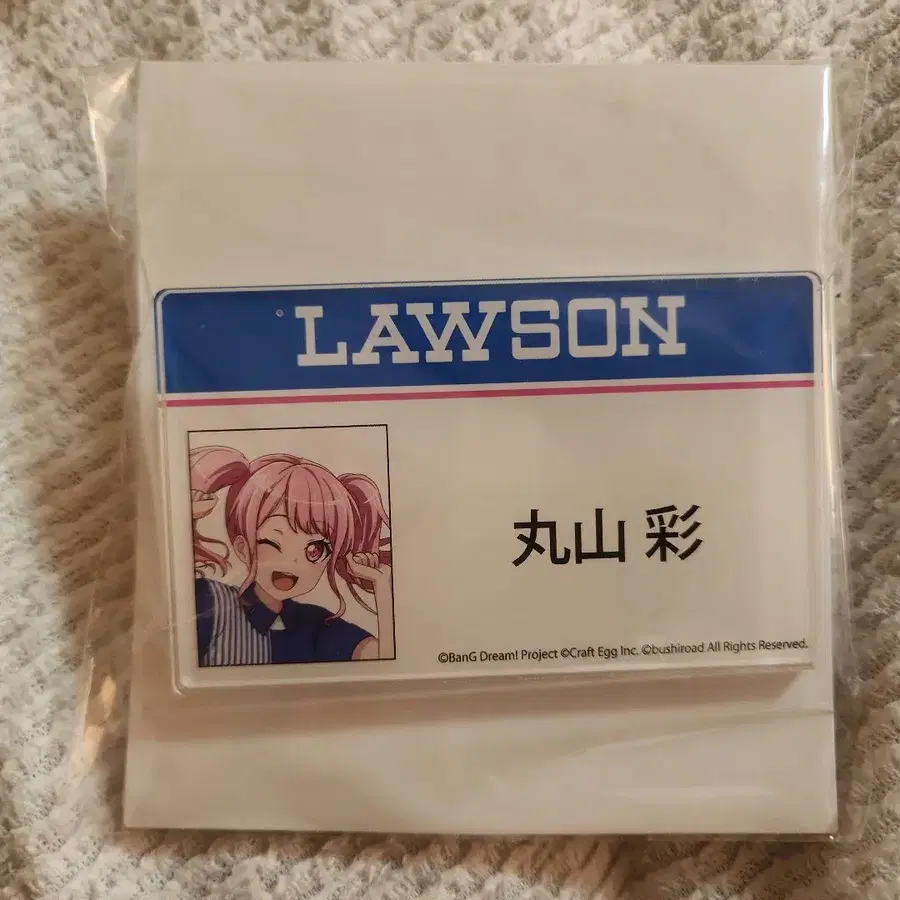 LAWSON
丸山 彩
©BanG Dream! Project ©Craft Egg Inc. ©bushiroad All Rights Reserved.